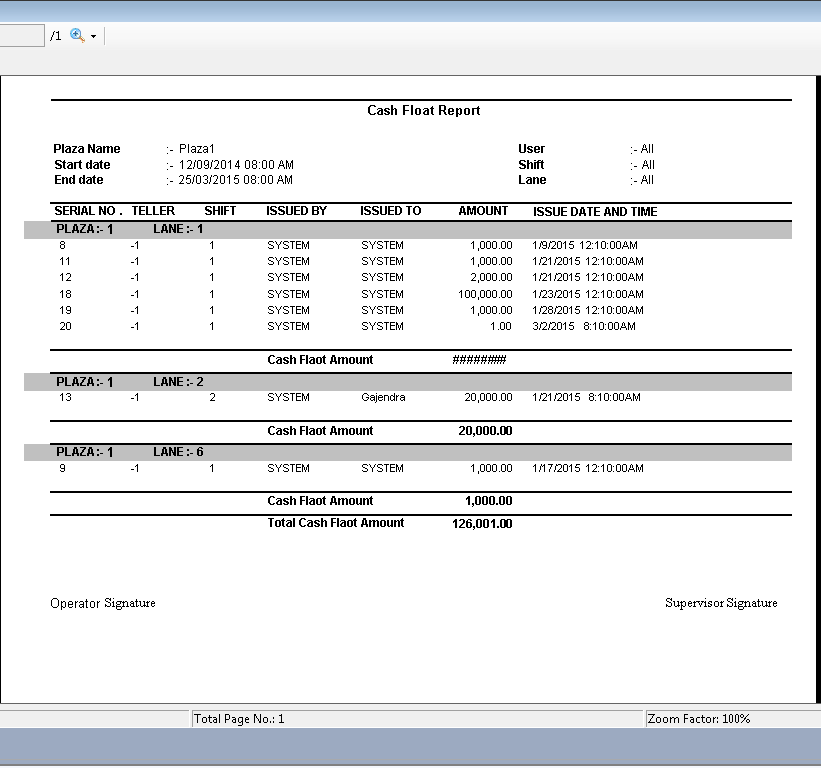 /1
Cash Float Report
Plaza Name :- Plaza1 User :- All
Start date :- 12/09/2014 08:00 AM Shift :- All
End date :- 25/03/2015 08:00 AM Lane :- All
SERIAL NO . TELLER SHIFT ISSUED BY ISSUED TO AMOUNT ISSUE DATE AND TIME
PLAZA :- 1 LANE :- 1
8 -1 1 SYSTEM SYSTEM 1,000.00 1/9/2015 12:10:00AM
11 -1 1 SYSTEM SYSTEM 1,000.00 1/21/2015 12:10:00AM
12 -1 1 SYSTEM SYSTEM 2,000.00 1/21/2015 12:10:00AM
18 -1 1 SYSTEM SYSTEM 100,000.00 1/23/2015 12:10:00AM
19 -1 1 SYSTEM SYSTEM 1,000.00 1/28/2015 12:10:00AM
20 -1 1 SYSTEM SYSTEM 1.00 3/2/2015 8:10:00AM
Cash Flaot Amount ########
PLAZA :- 1 LANE :- 2
13 -1 2 SYSTEM Gajendra 20,000.00 1/21/2015 8:10:00AM
Cash Flaot Amount 20,000.00
PLAZA :- 1 LANE :- 6
9 -1 1 SYSTEM SYSTEM 1,000.00 1/17/2015 12:10:00AM
Cash Flaot Amount 1,000.00
Total Cash Flaot Amount 126,001.00
Operator Signature Supervisor Signature
Total Page No.: 1 Zoom Factor: 100%